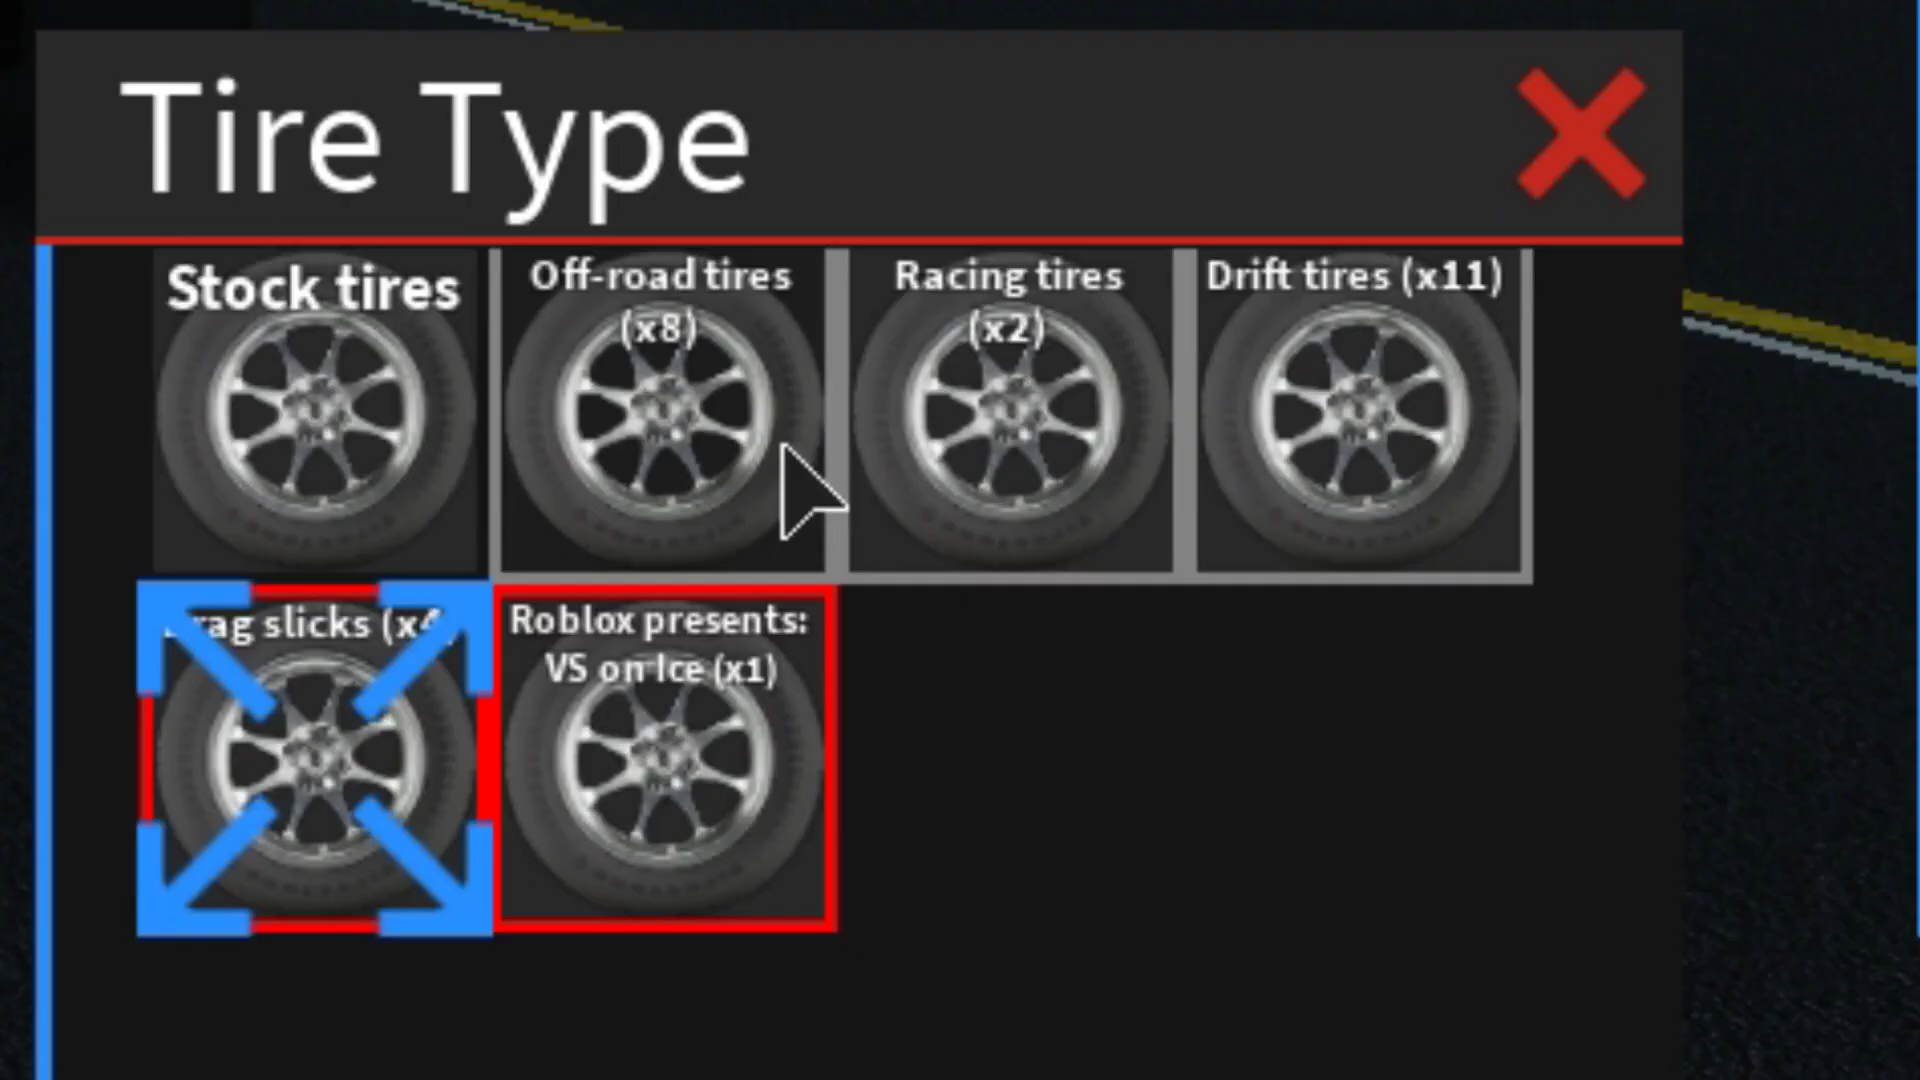 Tire Type
Stock tires
Off-road tires
(x8)
Racing tires
(x2)
Drift tires (x11)
slicks
Roblox presents:
VS on Ice (x1)